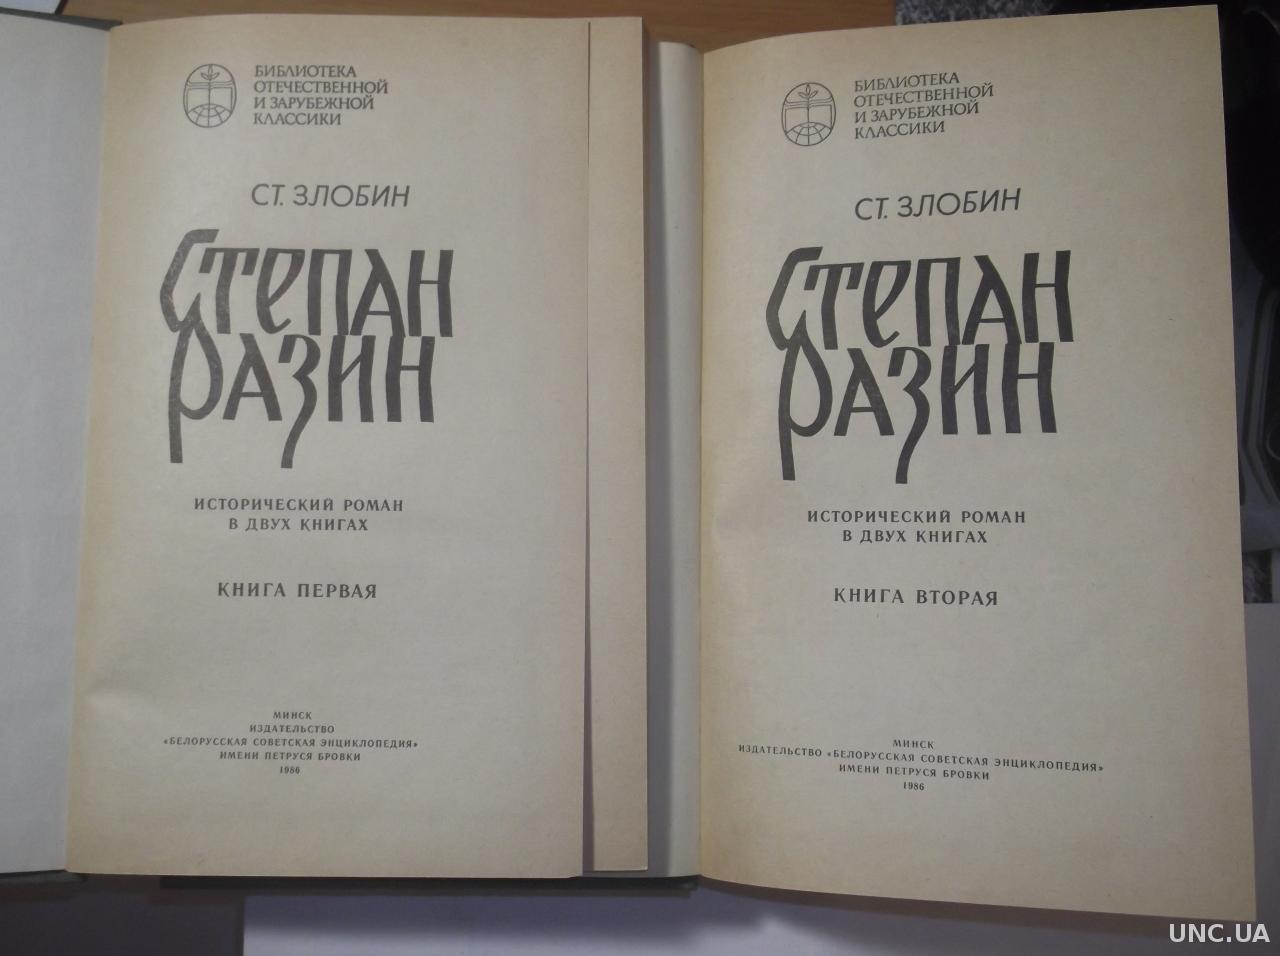 БИБЛИОТЕКА
ОТЕЧЕСТВЕННОЙ
И ЗАРУБЕЖНОЙ
КЛАССИКИ
СТ. ЗЛОБИН
СТЕПАН
РАЗИН
ИСТОРИЧЕСКИЙ РОМАН
В ДВУХ КНИГАХ
КНИГА ПЕРВАЯ
МИНСК
ИЗДАТЕЛЬСТВО
«БЕЛОРУССКАЯ СОВЕТСКАЯ ЭНЦИКЛОПЕДИЯ»
ИМЕНИ ПЕТРУСЯ БРОВКИ
1986
БИБЛИОТЕКА
ОТЕЧЕСТВЕННОЙ
И ЗАРУБЕЖНОЙ
КЛАССИКИ
СТ. ЗЛОБИН
СТЕПАН
РАЗИН
ИСТОРИЧЕСКИЙ РОМАН
В ДВУХ КНИГАХ
КНИГА ВТОРАЯ
МИНСК
ИЗДАТЕЛЬСТВО «БЕЛОРУССКАЯ СОВЕТСКАЯ ЭНЦИКЛОПЕДИЯ»
ИМЕНИ ПЕТРУСЯ БРОВКИ
1986
UNC.UA